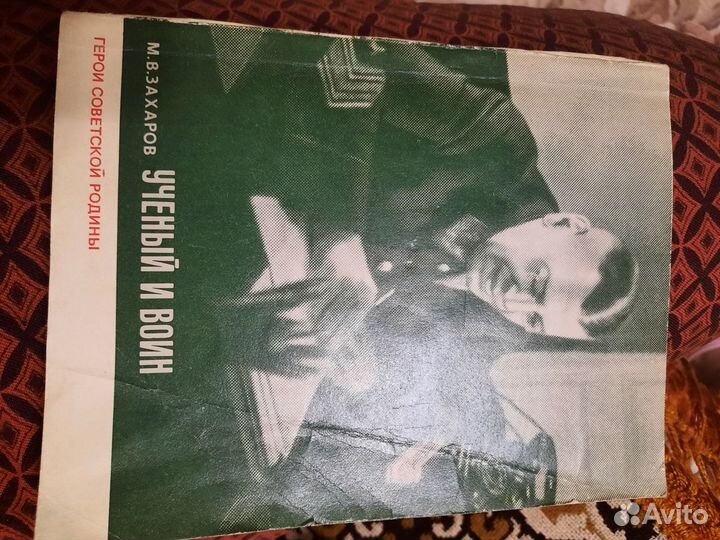 ГЕРОИ СОВЕТСКОЙ РОДИНЫ
М.В.ЗАХАРОВ
УЧЕНЫЙ И ВОИН
Avito